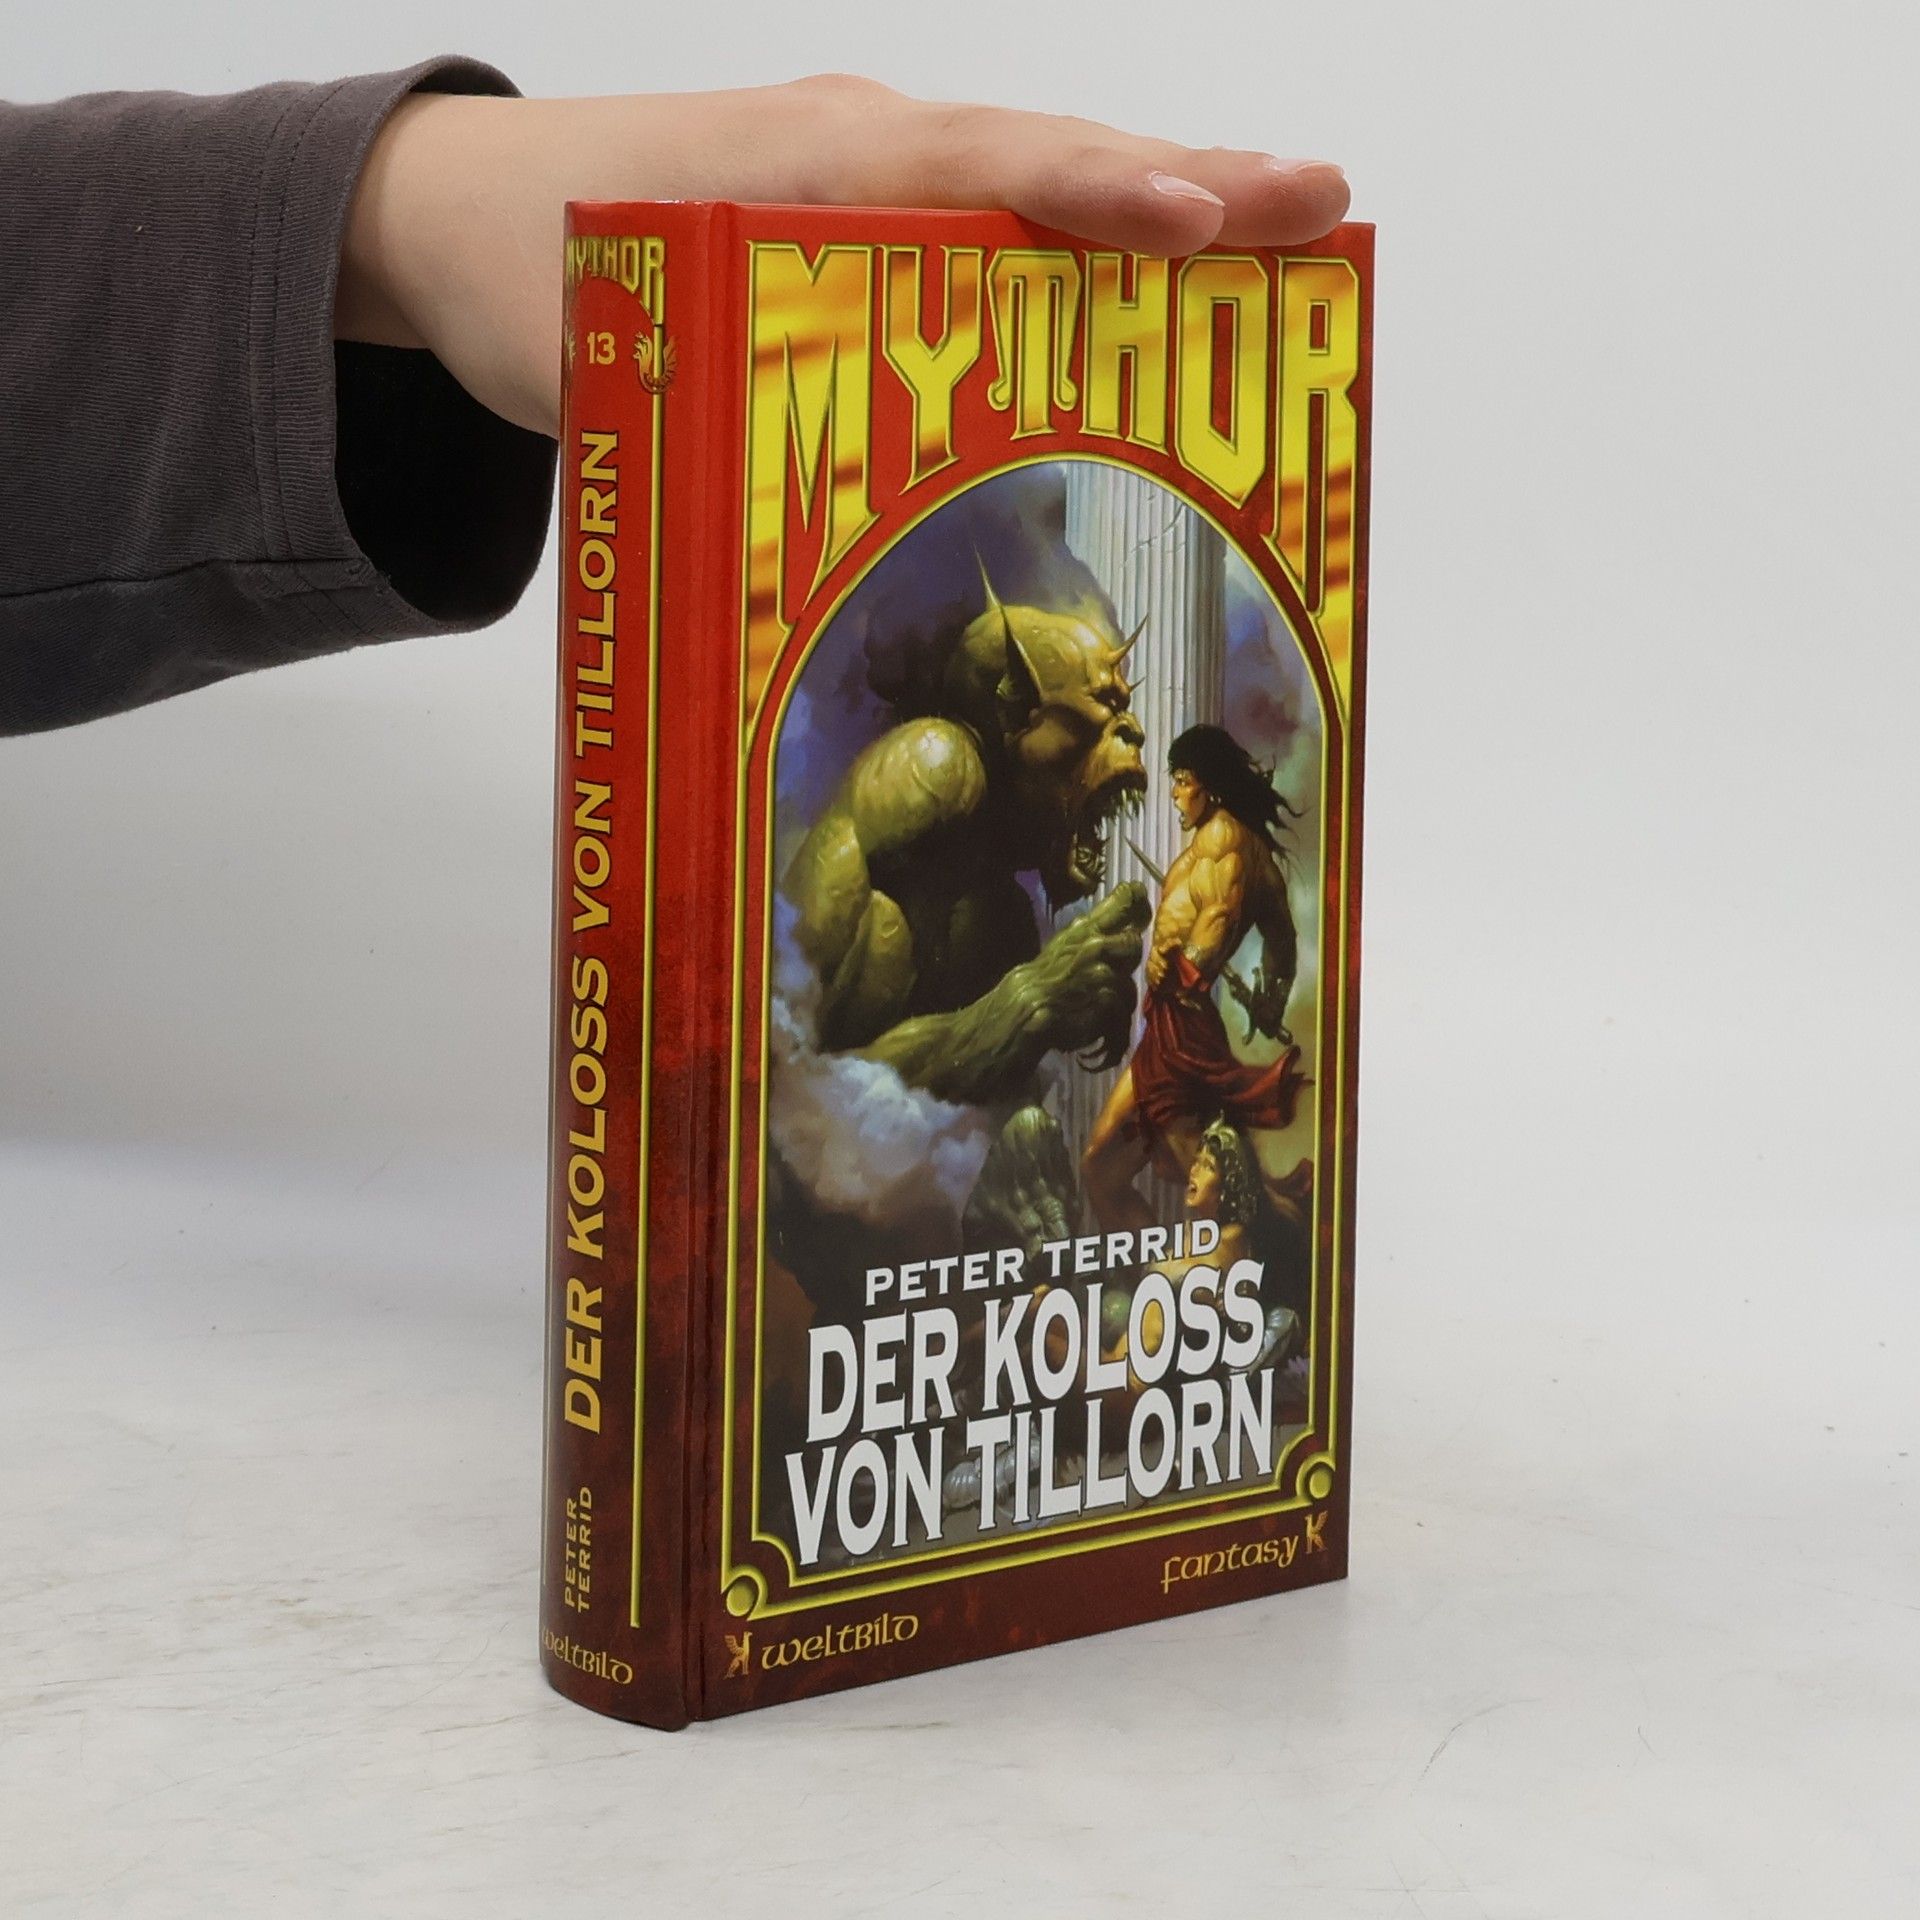 MYTHOR
13
DER KOLOSS VON TILLORN
PETER
TERRID
WELTBILD
MYTHOR
PETER TERRID
DER KOLOSS
VON TILLORN
fantasy
WELTBILD